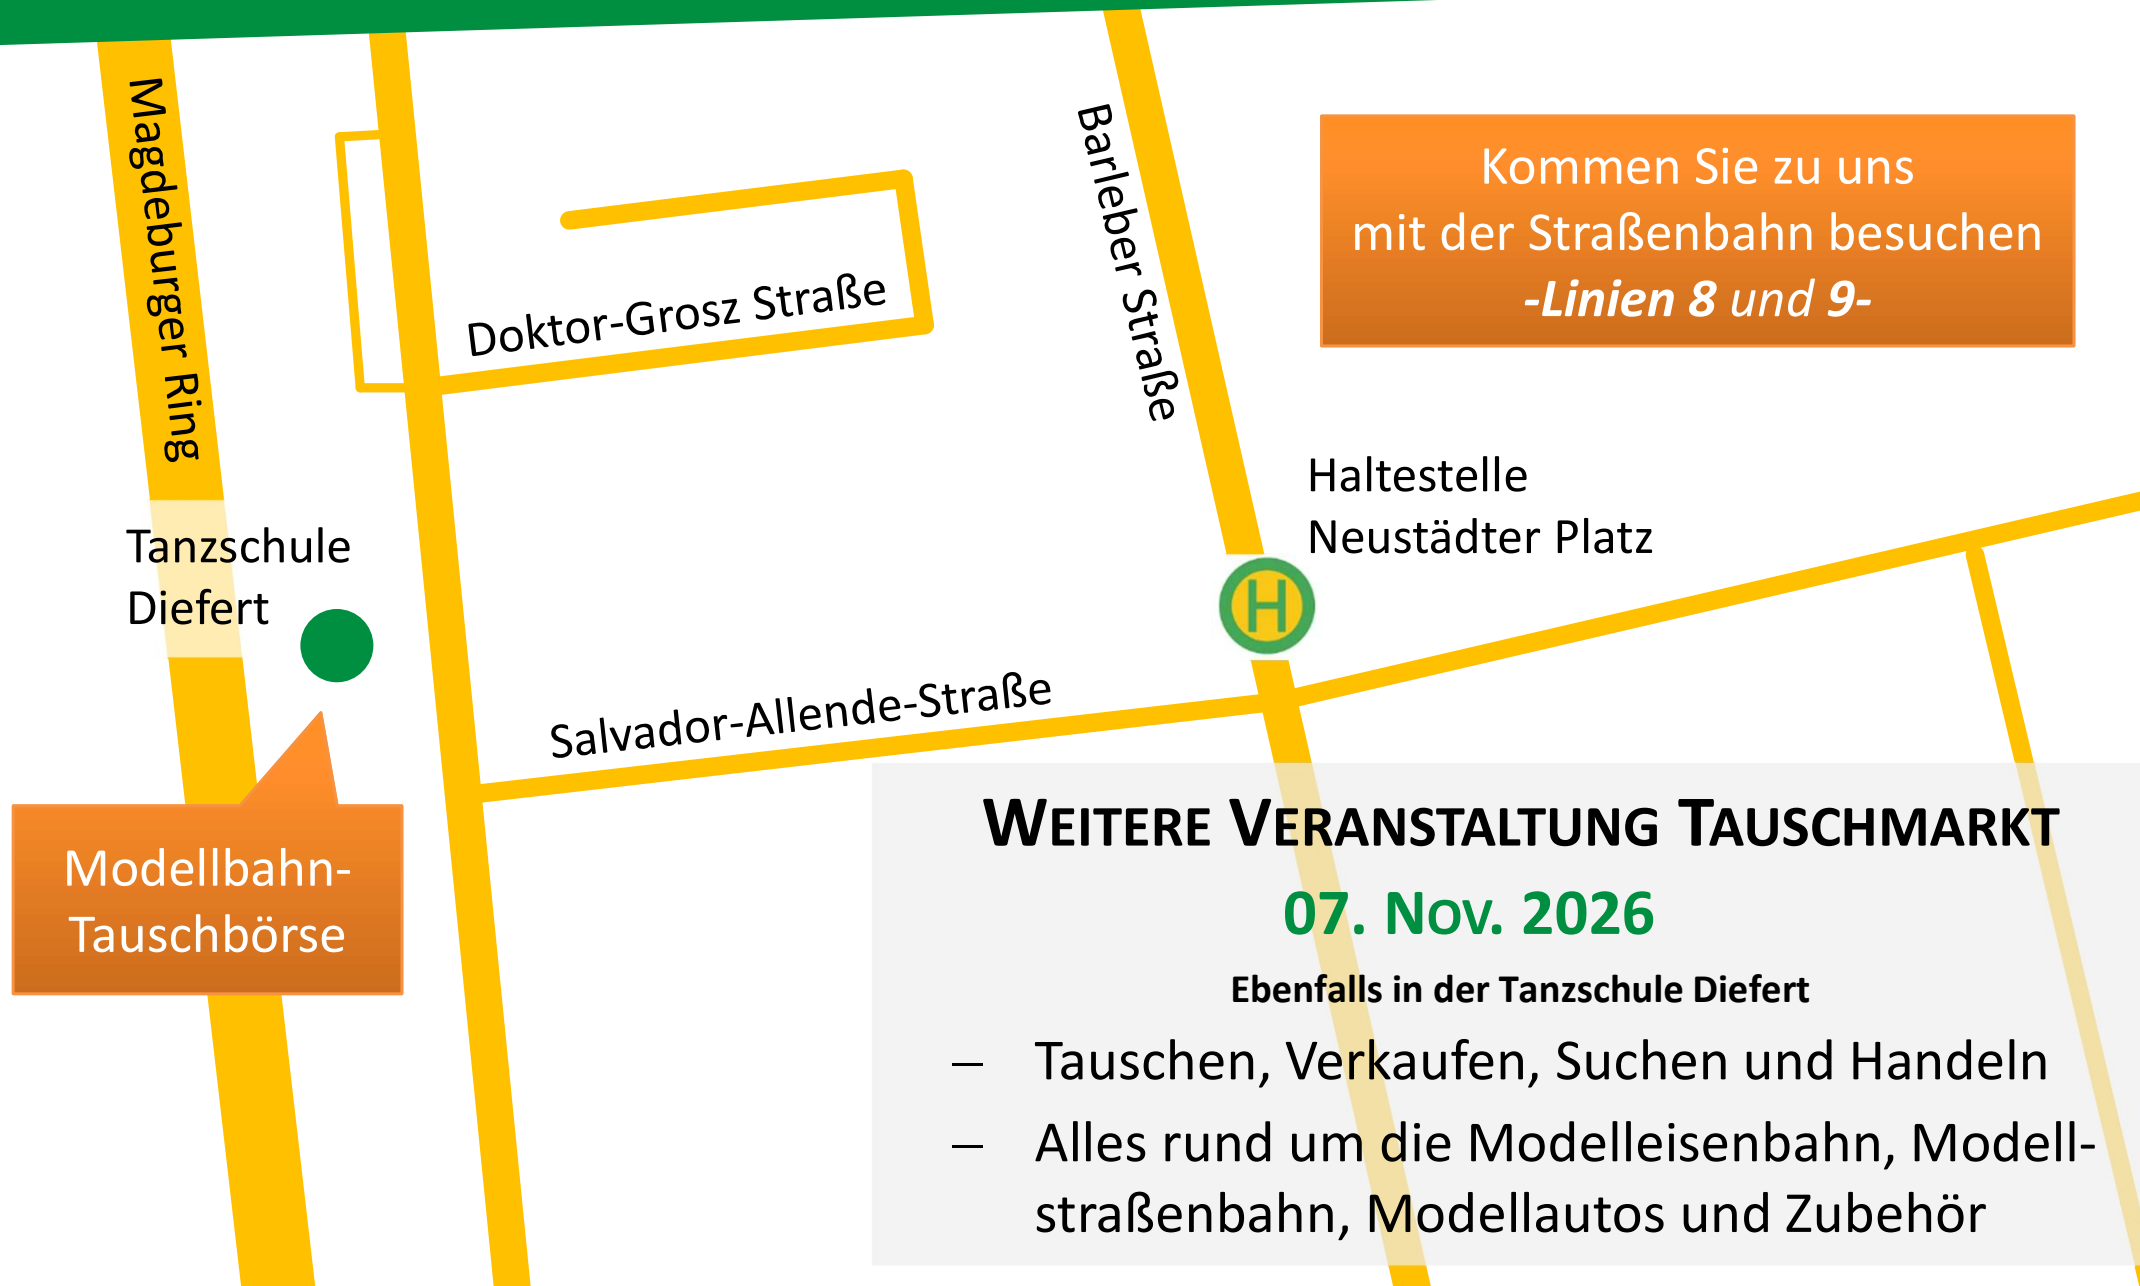 Magdeburger Ring
Barleber Straße
Kommen Sie zu uns
mit der Straßenbahn besuchen
-Linien 8 und 9-
Doktor-Grosz Straße
Haltestelle
Neustädter Platz
H
Tanzschule
Diefert
Salvador-Allende-Straße
Modellbahn-
Tauschbörse
WEITERE VERANSTALTUNG TAUSCHMARKT
07. NOV. 2026
Ebenfalls in der Tanzschule Diefert
– Tauschen, Verkaufen, Suchen und Handeln
– Alles rund um die Modelleisenbahn, Modell-
straßenbahn, Modellautos und Zubehör